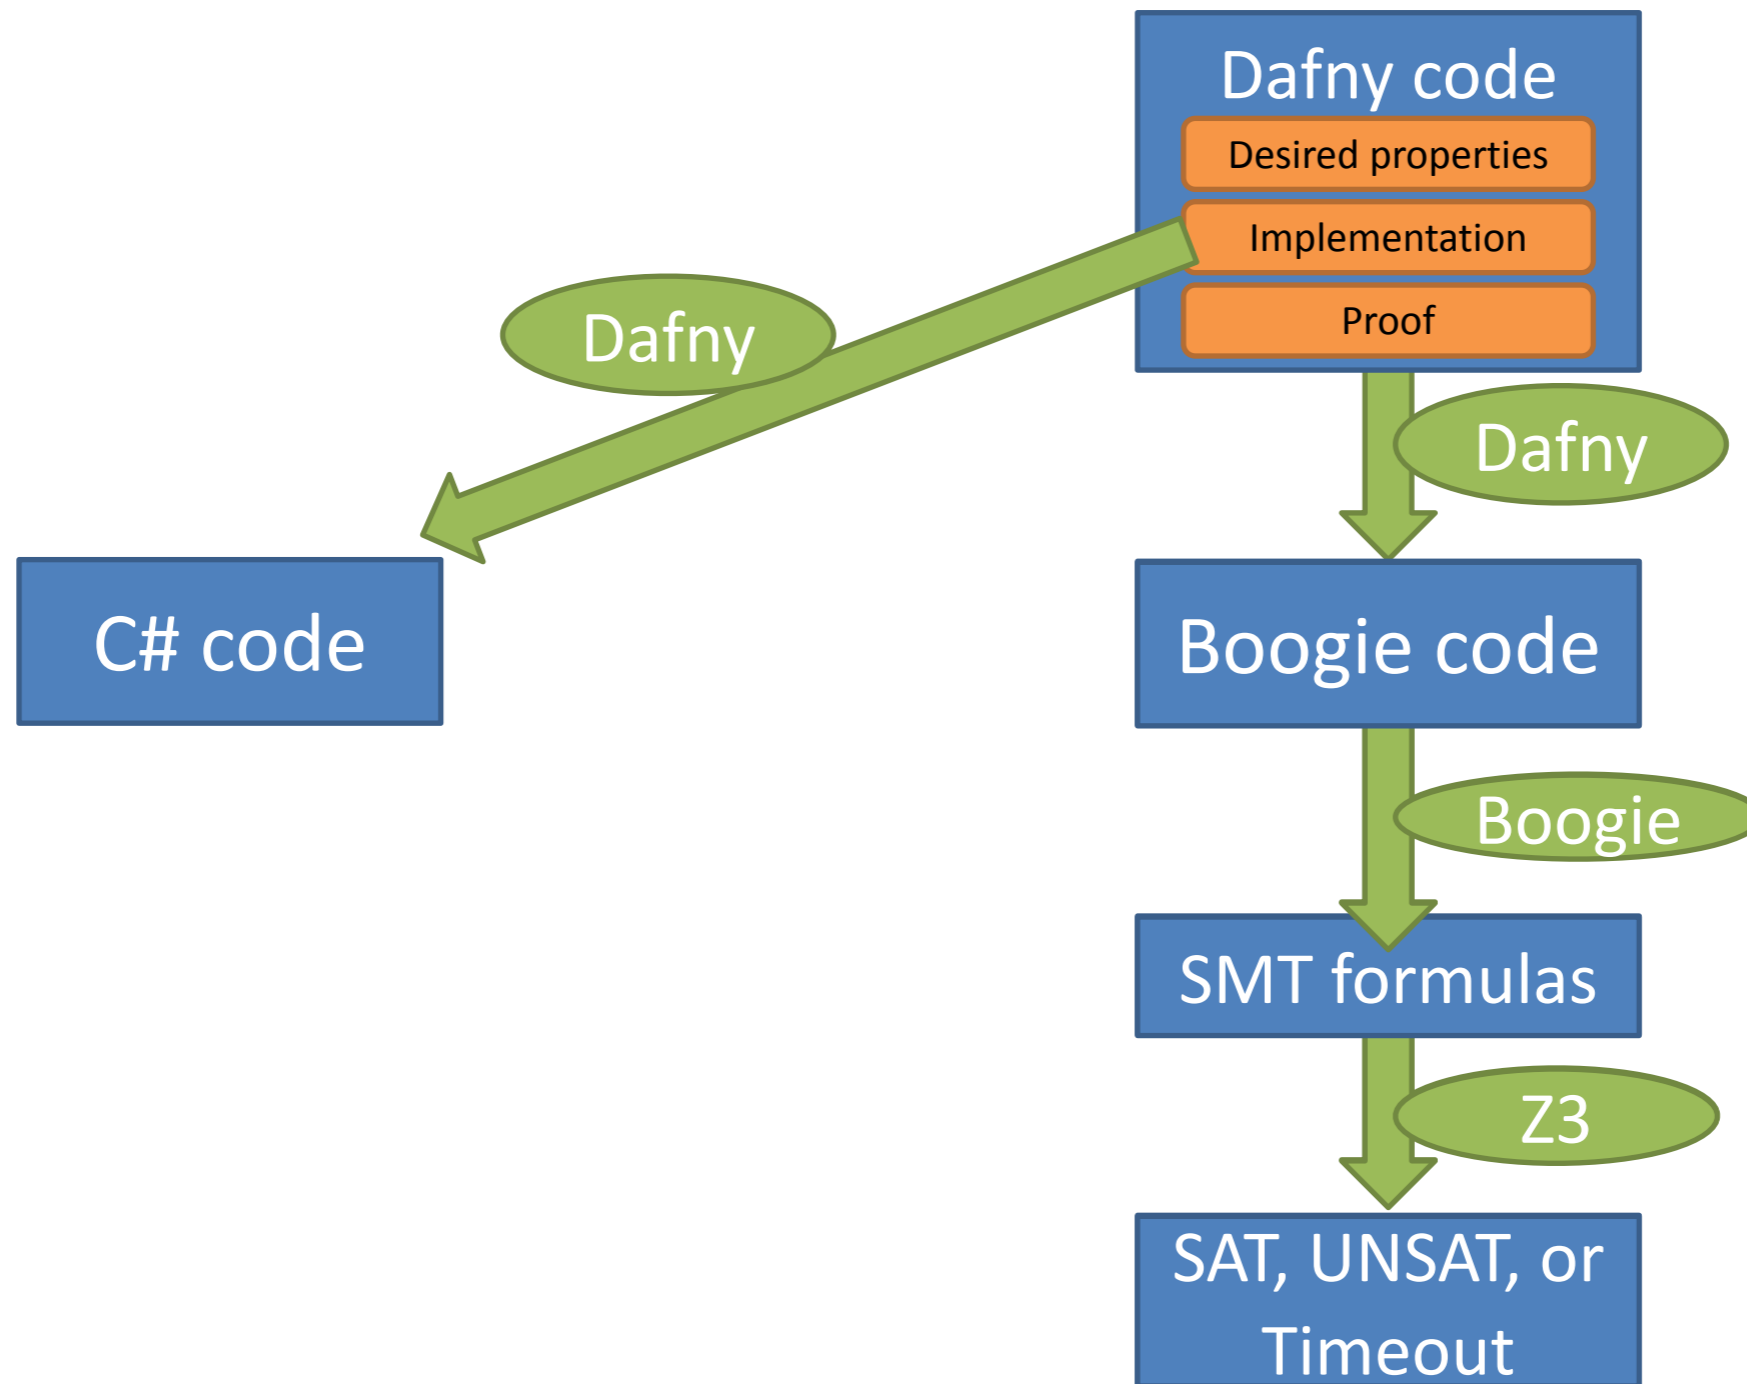 Dafny code
Desired properties
Implementation
Proof
Dafny
Dafny
C# code
Boogie code
Boogie
SMT formulas
Z3
SAT, UNSAT, or
Timeout